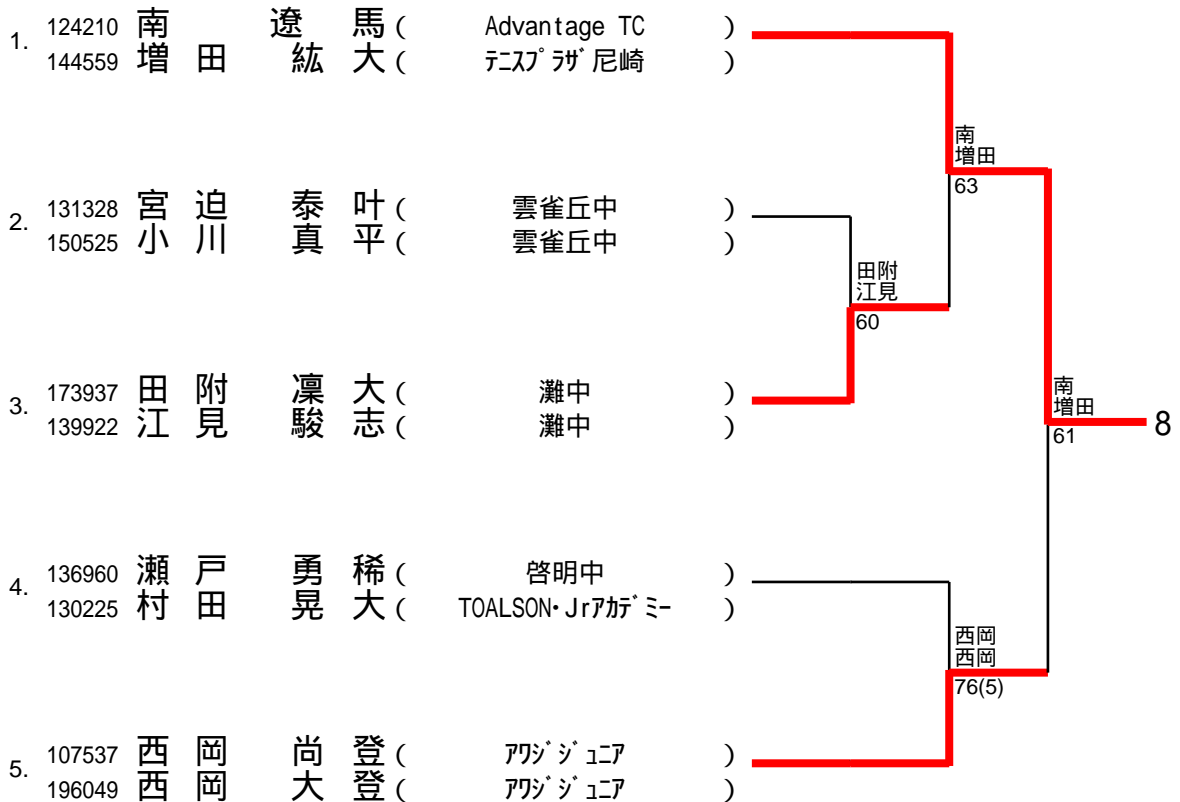 1. 124210 南 遼 馬 ( Advantage TC )
144559 増 田 紘 大 ( ﾃﾆｽﾌﾟﾗｻﾞ尼崎 )
南
増田
63
2. 131328 宮 迫 泰 叶 ( 雲雀丘中 )
150525 小 川 真 平 ( 雲雀丘中 )
田附
江見
60
3. 173937 田 附 凜 大 ( 灘中 )
139922 江 見 駿 志 ( 灘中 )
南
増田
61
8
4. 136960 瀬 戸 勇 稀 ( 啓明中 )
130225 村 田 晃 大 ( TOALSON･Jrｱｶﾃﾞﾐｰ )
西岡
西岡
76(5)
5. 107537 西 岡 尚 登 ( ｱﾜｼﾞｼﾞｭﾆｱ )
196049 西 岡 大 登 ( ｱﾜｼﾞｼﾞｭﾆｱ )